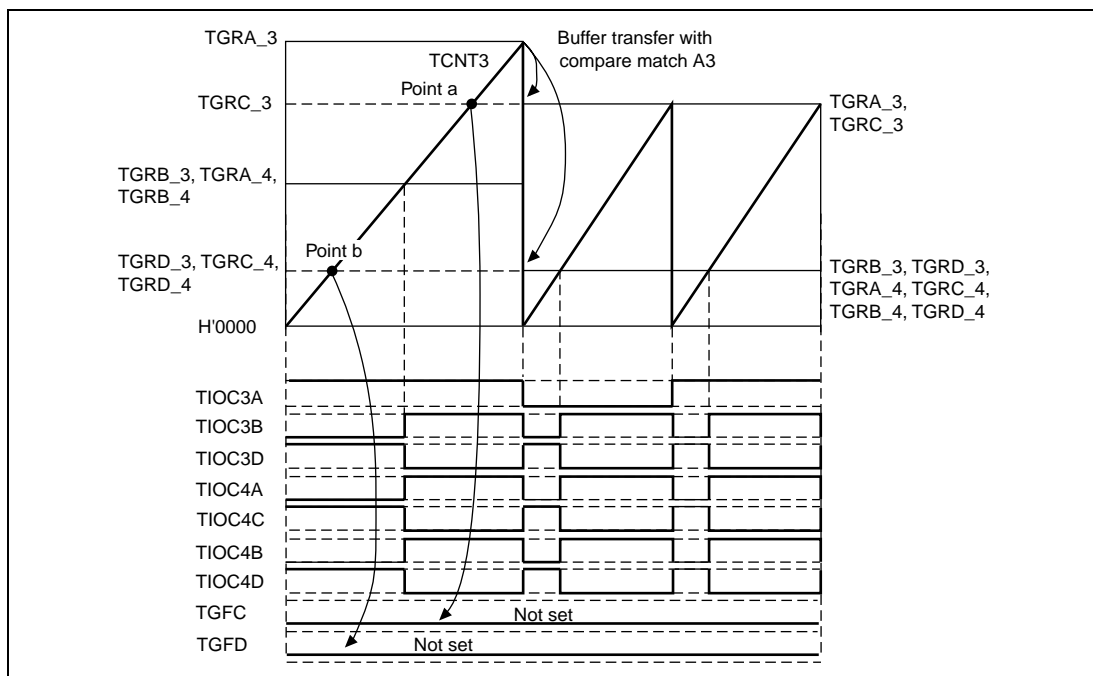 TGRA_3
TCNT3
Buffer transfer with
compare match A3
Point a
TGRC_3
TGRA_3,
TGRC_3
TGRB_3, TGRA_4,
TGRB_4
Point b
TGRD_3, TGRC_4,
TGRD_4
TGRB_3, TGRD_3,
TGRA_4, TGRC_4,
TGRB_4, TGRD_4
H'0000
TIOC3A
TIOC3B
TIOC3D
TIOC4A
TIOC4C
TIOC4B
TIOC4D
TGFC
Not set
TGFD
Not set